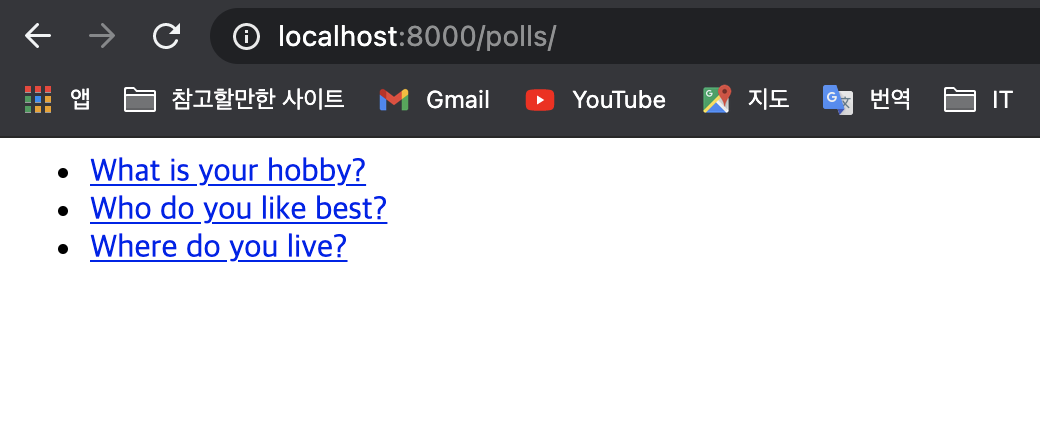 localhost:8000/polls/
앱 참고할만한 사이트 Gmail YouTube 지도 번역 IT
What is your hobby?
Who do you like best?
Where do you live?